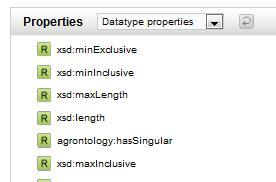 Properties Datatype properties
R xsd:minExclusive
R xsd:minInclusive
R xsd:maxLength
R xsd:length
R agrontology:hasSingular
R xsd:maxInclusive